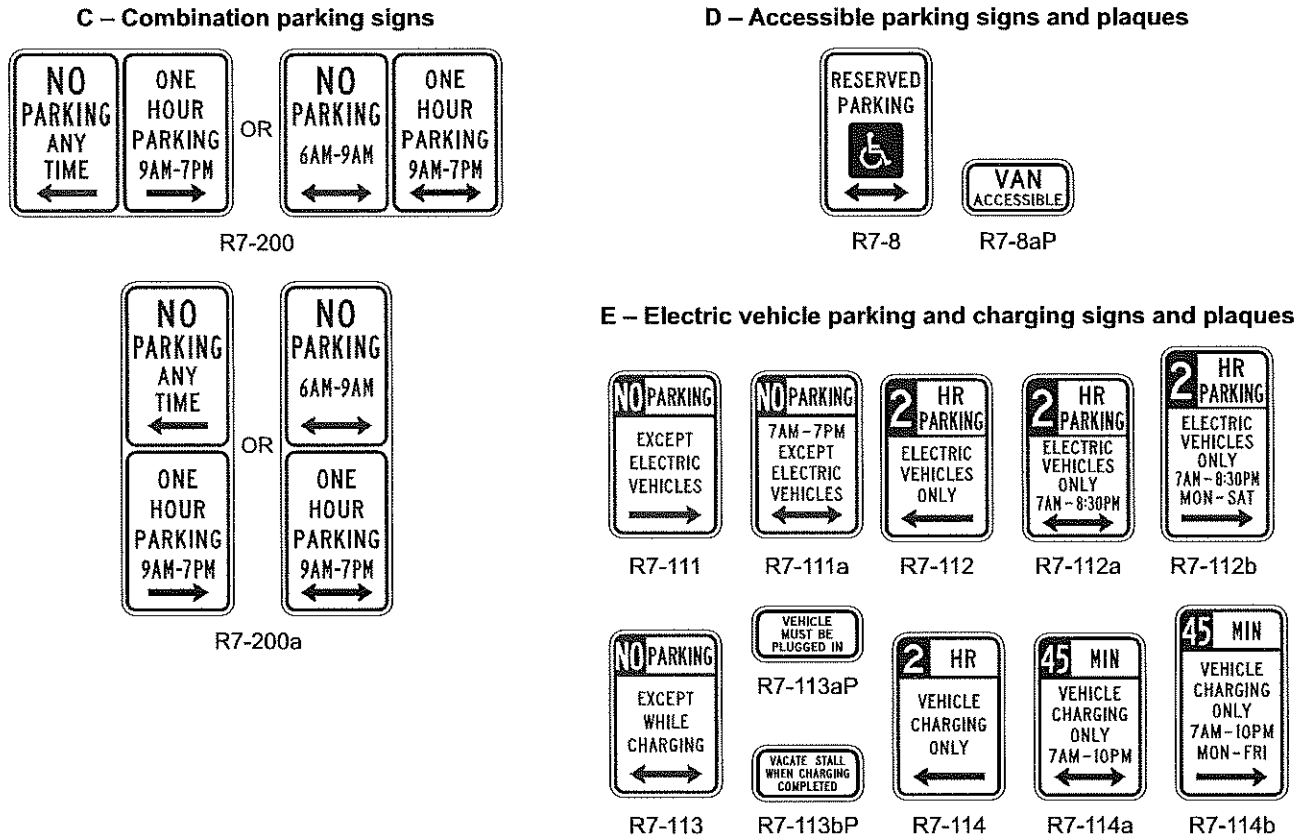 C – Combination parking signs
NO
PARKING
ANY
TIME
ONE
HOUR
PARKING
9AM-7PM
OR
NO
PARKING
6AM-9AM
ONE
HOUR
PARKING
9AM-7PM
R7-200
NO
PARKING
ANY
TIME
ONE
HOUR
PARKING
9AM-7PM
OR
NO
PARKING
6AM-9AM
ONE
HOUR
PARKING
9AM-7PM
R7-200a
D – Accessible parking signs and plaques
RESERVED
PARKING
R7-8
VAN
ACCESSIBLE
R7-8aP
E – Electric vehicle parking and charging signs and plaques
NO PARKING
EXCEPT
ELECTRIC
VEHICLES
R7-111
NO PARKING
7AM-7PM
EXCEPT
ELECTRIC
VEHICLES
R7-111a
2 HR
PARKING
ELECTRIC
VEHICLES
ONLY
R7-112
2 HR
PARKING
ELECTRIC
VEHICLES
ONLY
7AM-8:30PM
R7-112a
2 HR
PARKING
ELECTRIC
VEHICLES
ONLY
7AM-8:30PM
MON-SAT
R7-112b
NO PARKING
EXCEPT
WHILE
CHARGING
R7-113
VEHICLE
MUST BE
PLUGGED IN
R7-113aP
VACATE STALL
WHEN CHARGING
COMPLETED
R7-113bP
2 HR
VEHICLE
CHARGING
ONLY
R7-114
45 MIN
VEHICLE
CHARGING
ONLY
7AM-10PM
R7-114a
45 MIN
VEHICLE
CHARGING
ONLY
7AM-10PM
MON-FRI
R7-114b